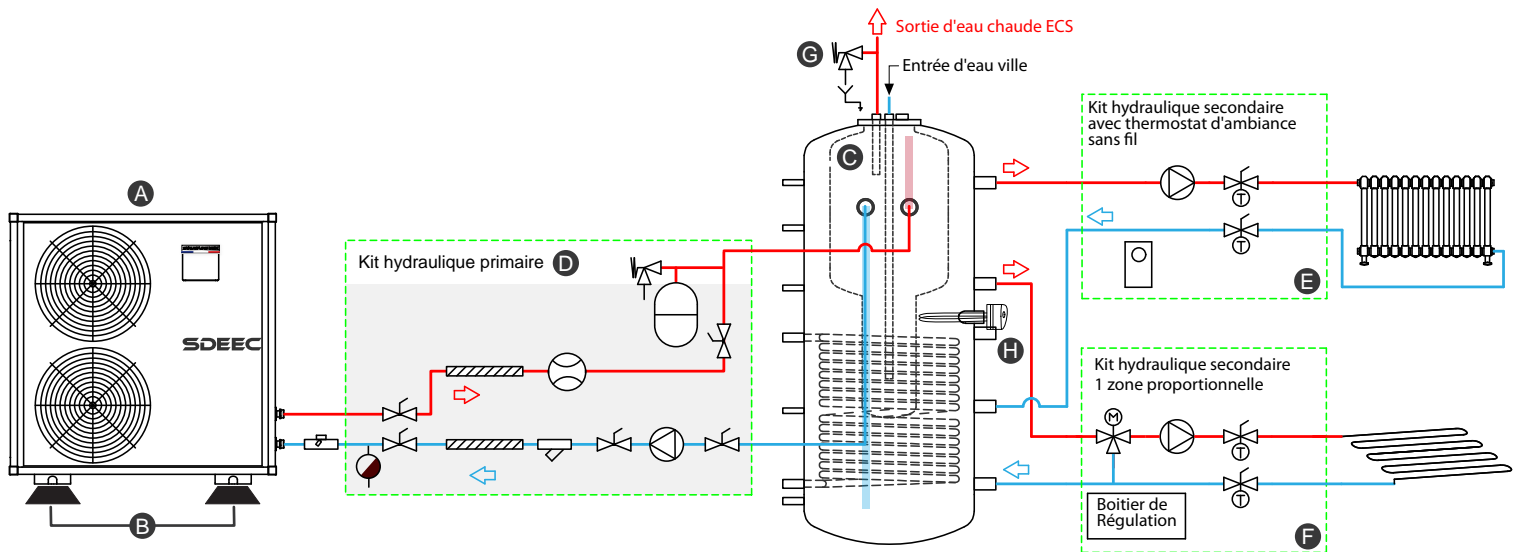 Sortie d'eau chaude ECS
G
Entrée d'eau ville
Kit hydraulique secondaire
avec thermostat d'ambiance
sans fil
C
A
T
Kit hydraulique primaire D
T
E
SDEEC
H
Kit hydraulique secondaire
1 zone proportionnelle
M
T
T
Boitier de
Régulation
B
F